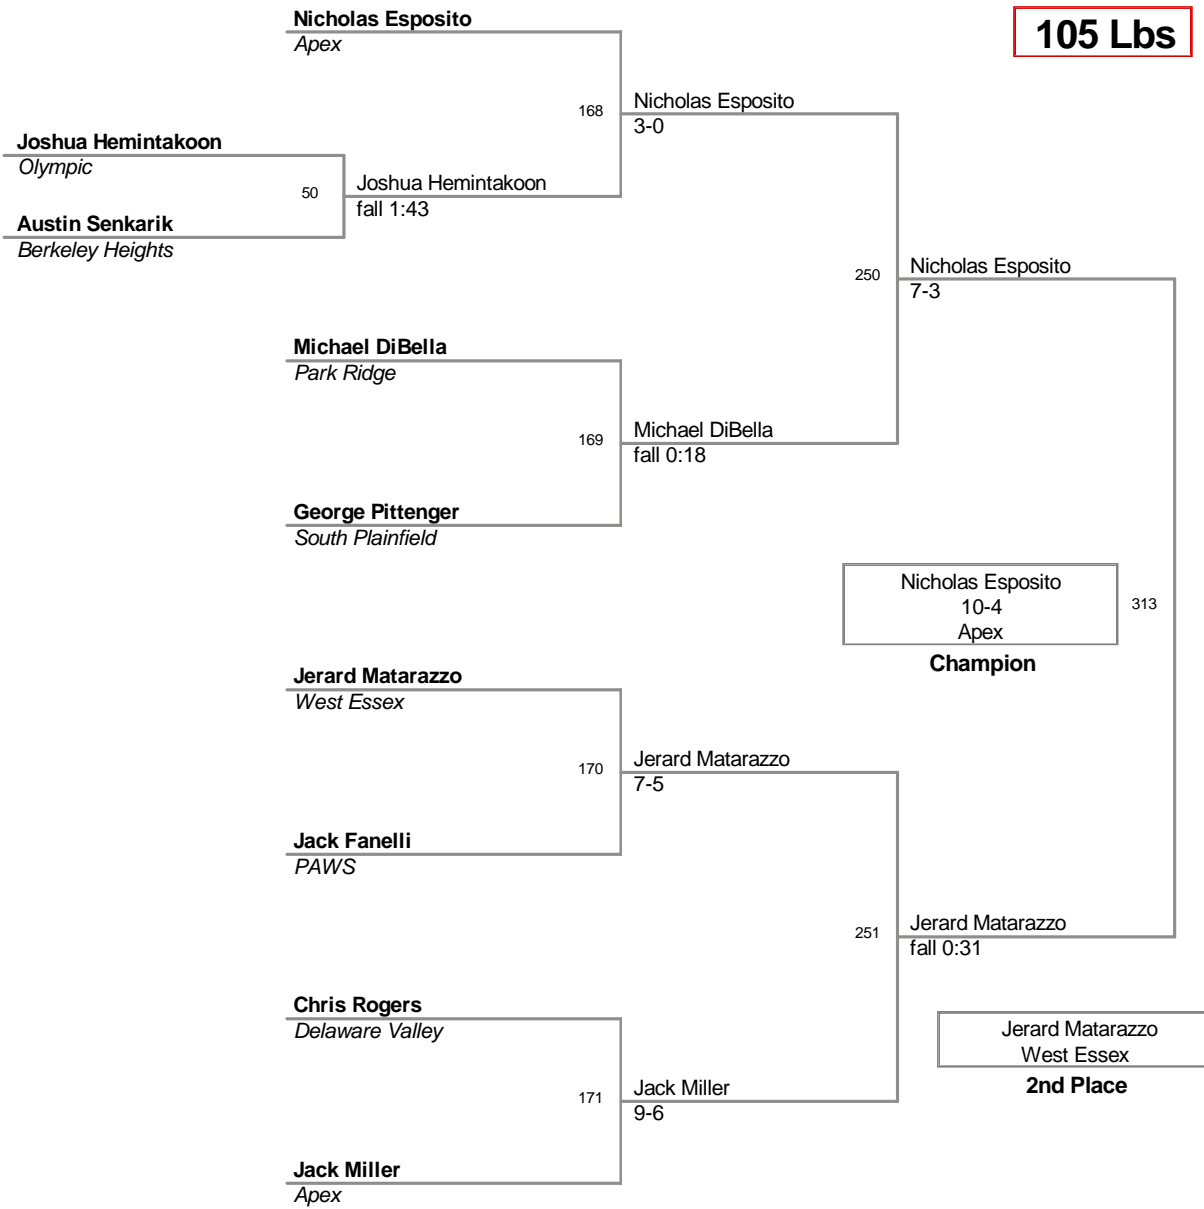 Nicholas Esposito
Apex
105 Lbs
168
Nicholas Esposito
3-0
Joshua Hemintakoon
Olympic
50
Joshua Hemintakoon
fall 1:43
Austin Senkarik
Berkeley Heights
250
Nicholas Esposito
7-3
Michael DiBella
Park Ridge
169
Michael DiBella
fall 0:18
George Pittenger
South Plainfield
Nicholas Esposito
10-4
Apex
313
Champion
Jerard Matarazzo
West Essex
170
Jerard Matarazzo
7-5
Jack Fanelli
PAWS
251
Jerard Matarazzo
fall 0:31
Chris Rogers
Delaware Valley
Jerard Matarazzo
West Essex
2nd Place
171
Jack Miller
9-6
Jack Miller
Apex